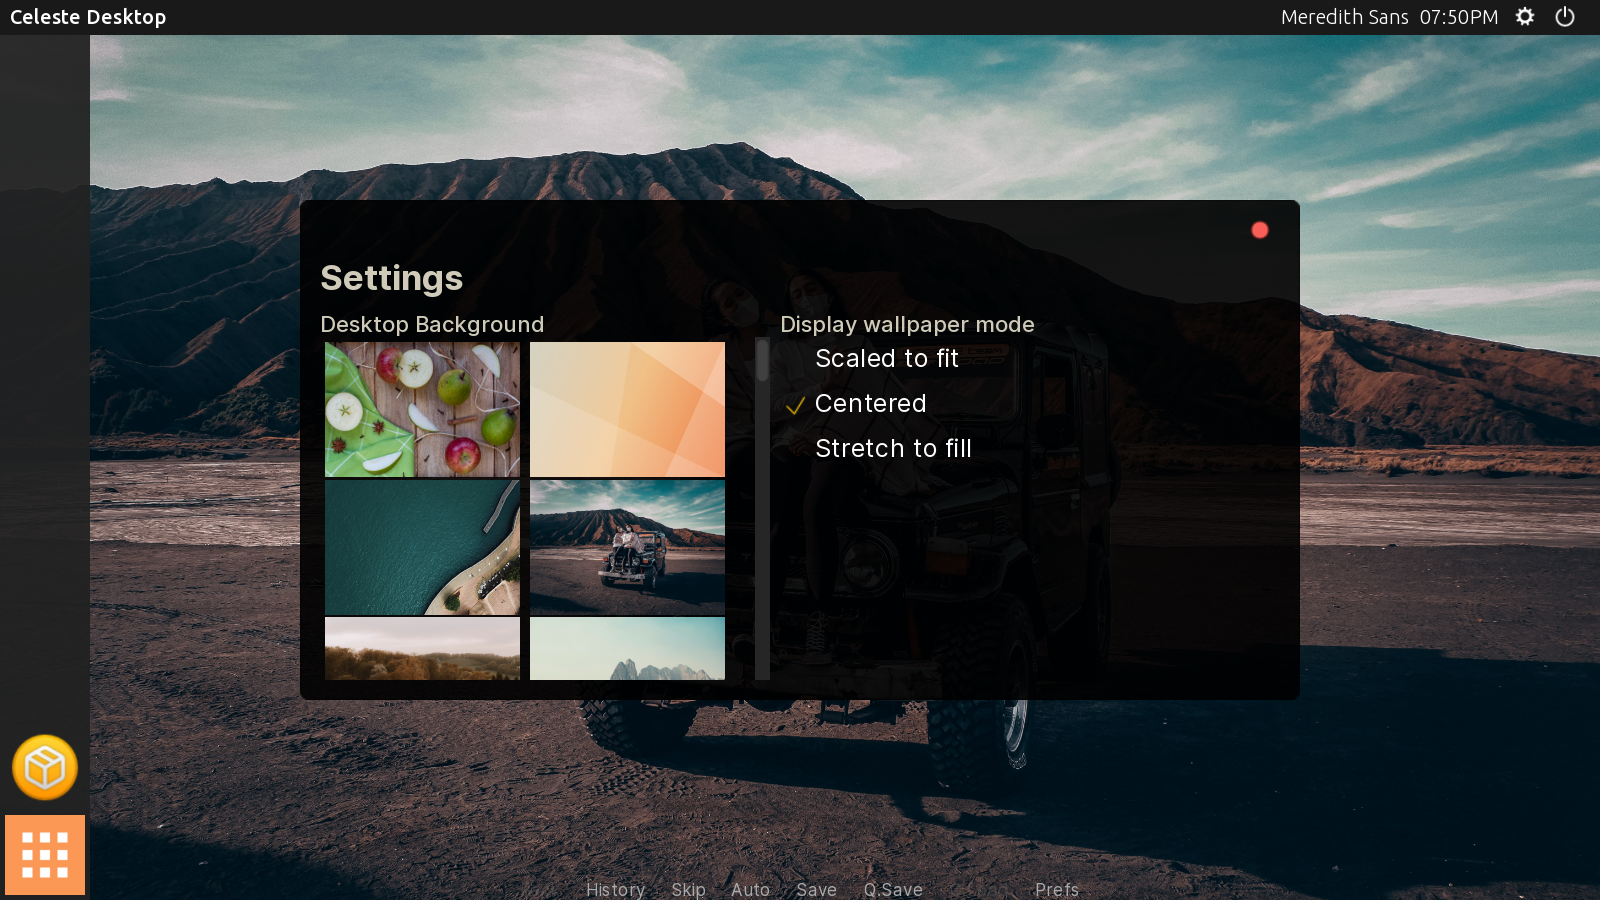 Celeste Desktop
Meredith Sans 07:50PM
Settings
Desktop Background
Display wallpaper mode
Scaled to fit
Centered
Stretch to fill
History Skip Auto Save Q.Save Prefs